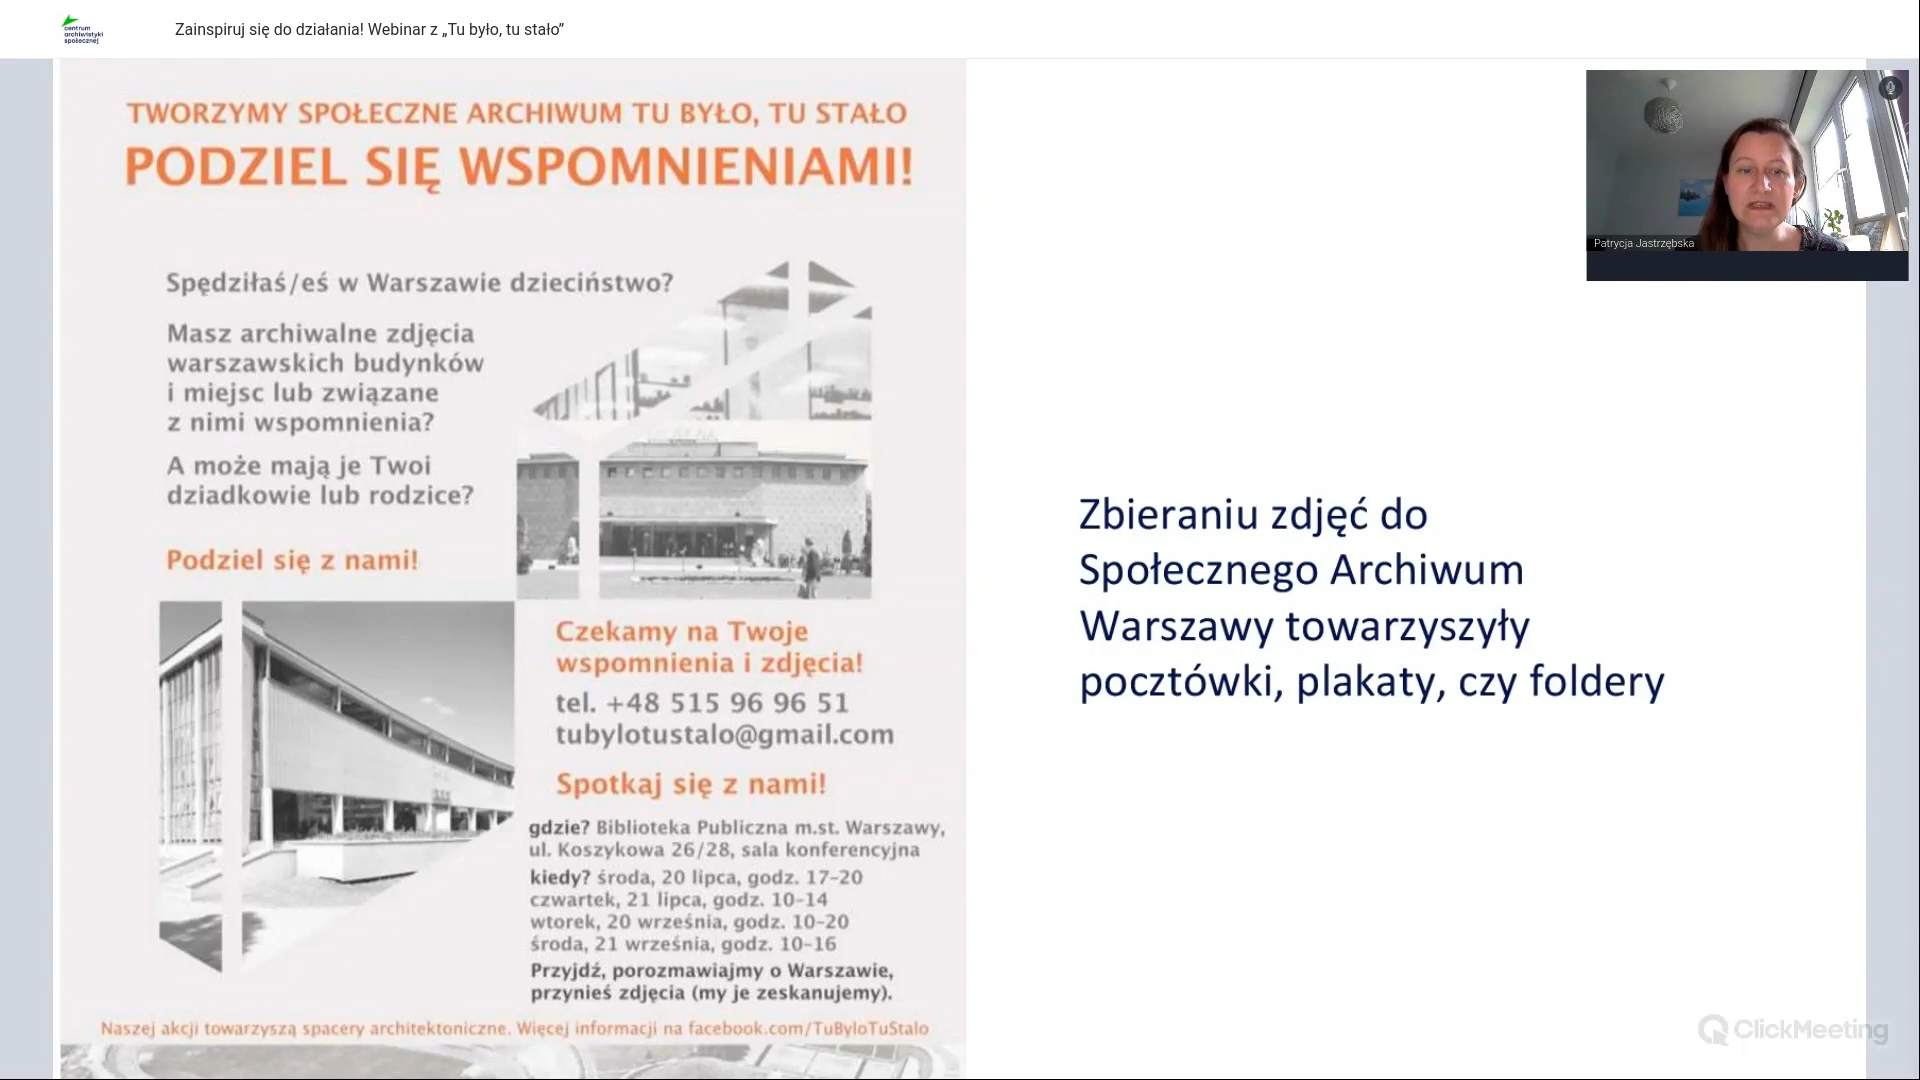 centrum
archiwistyki
społecznej
Zainspiruj się do działania! Webinar z „Tu było, tu stało”
TWORZYMY SPOŁECZNE ARCHIWUM TU BYŁO, TU STAŁO
PODZIEL SIĘ WSPOMNIENIAMI!
Spędziłaś/eś w Warszawie dzieciństwo?
Masz archiwalne zdjęcia
warszawskich budynków
i miejsc lub związane
z nimi wspomnienia?
A może mają je Twoi
dziadkowie lub rodzice?
Podziel się z nami!
Czekamy na Twoje
wspomnienia i zdjęcia!
tel. +48 515 96 96 51
tubylotustalo@gmail.com
Spotkaj się z nami!
gdzie? Biblioteka Publiczna m.st. Warszawy,
ul. Koszykowa 26/28, sala konferencyjna
kiedy? środa, 20 lipca, godz. 17-20
czwartek, 21 lipca, godz. 10-14
wtorek, 20 września, godz. 10-20
środa, 21 września, godz. 10-16
Przyjdź, porozmawiajmy o Warszawie,
przynieś zdjęcia (my je zeskanujemy).
Naszej akcji towarzyszą spacery architektoniczne. Więcej informacji na facebook.com/TuByloTuStalo
Patrycja Jastrzębska
Zbieraniu zdjęć do
Społecznego Archiwum
Warszawy towarzyszyły
pocztówki, plakaty, czy foldery
ClickMeeting